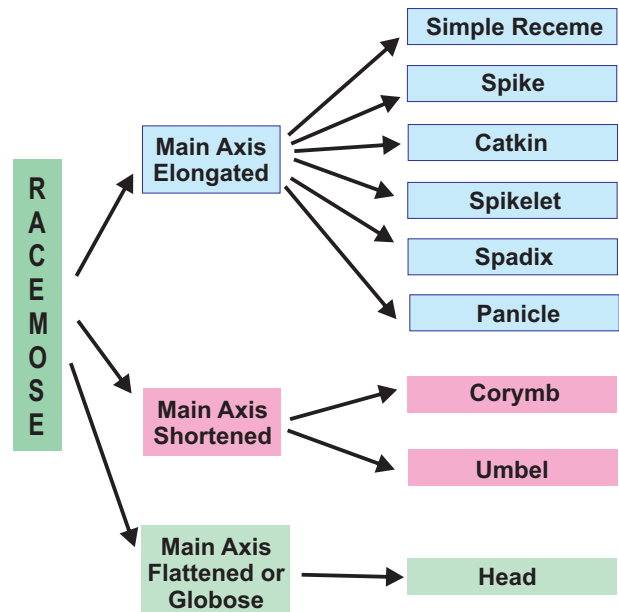 RACEMOSE
Main Axis
Elongated
Simple Receme
Spike
Catkin
Spikelet
Spadix
Panicle
Main Axis
Shortened
Corymb
Umbel
Main Axis
Flattened or
Globose
Head